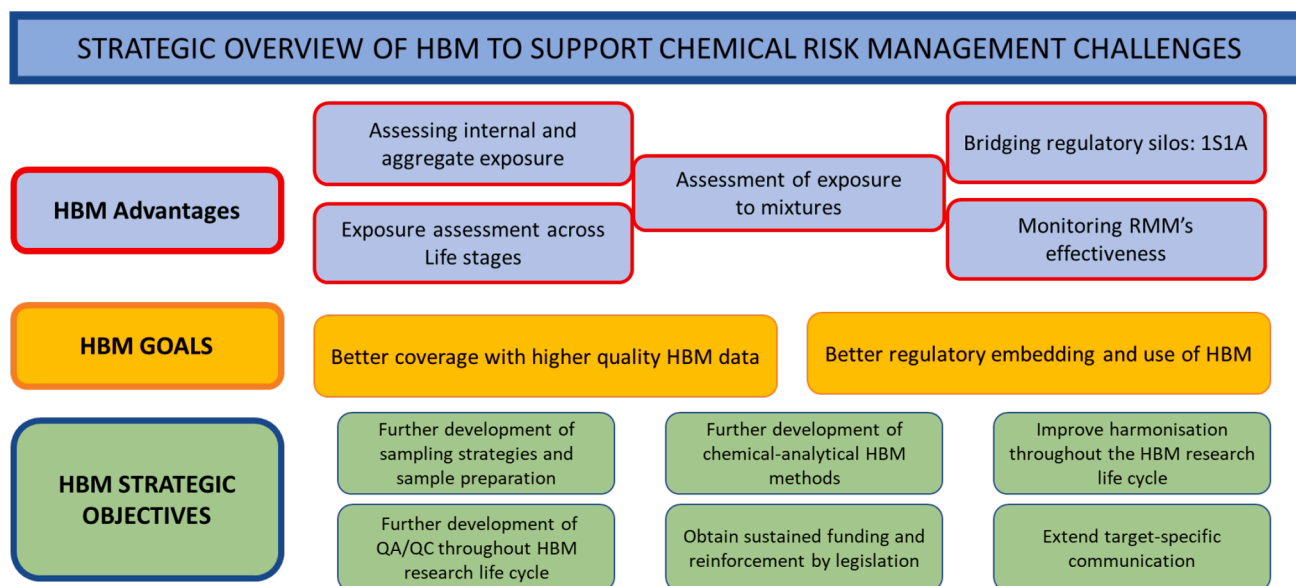 STRATEGIC OVERVIEW OF HBM TO SUPPORT CHEMICAL RISK MANAGEMENT CHALLENGES
HBM Advantages
Assessing internal and
aggregate exposure
Exposure assessment across
Life stages
Assessment of exposure
to mixtures
Bridging regulatory silos: 1S1A
Monitoring RMM's
effectiveness
HBM GOALS
Better coverage with higher quality HBM data
Better regulatory embedding and use of HBM
HBM STRATEGIC
OBJECTIVES
Further development of
sampling strategies and
sample preparation
Further development of
chemical-analytical HBM
methods
Improve harmonisation
throughout the HBM research
life cycle
Further development of
QA/QC throughout HBM
research life cycle
Obtain sustained funding and
reinforcement by legislation
Extend target-specific
communication